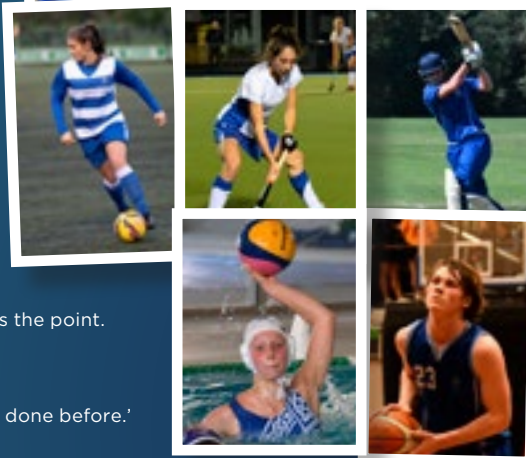 s the point.
done before.’
23